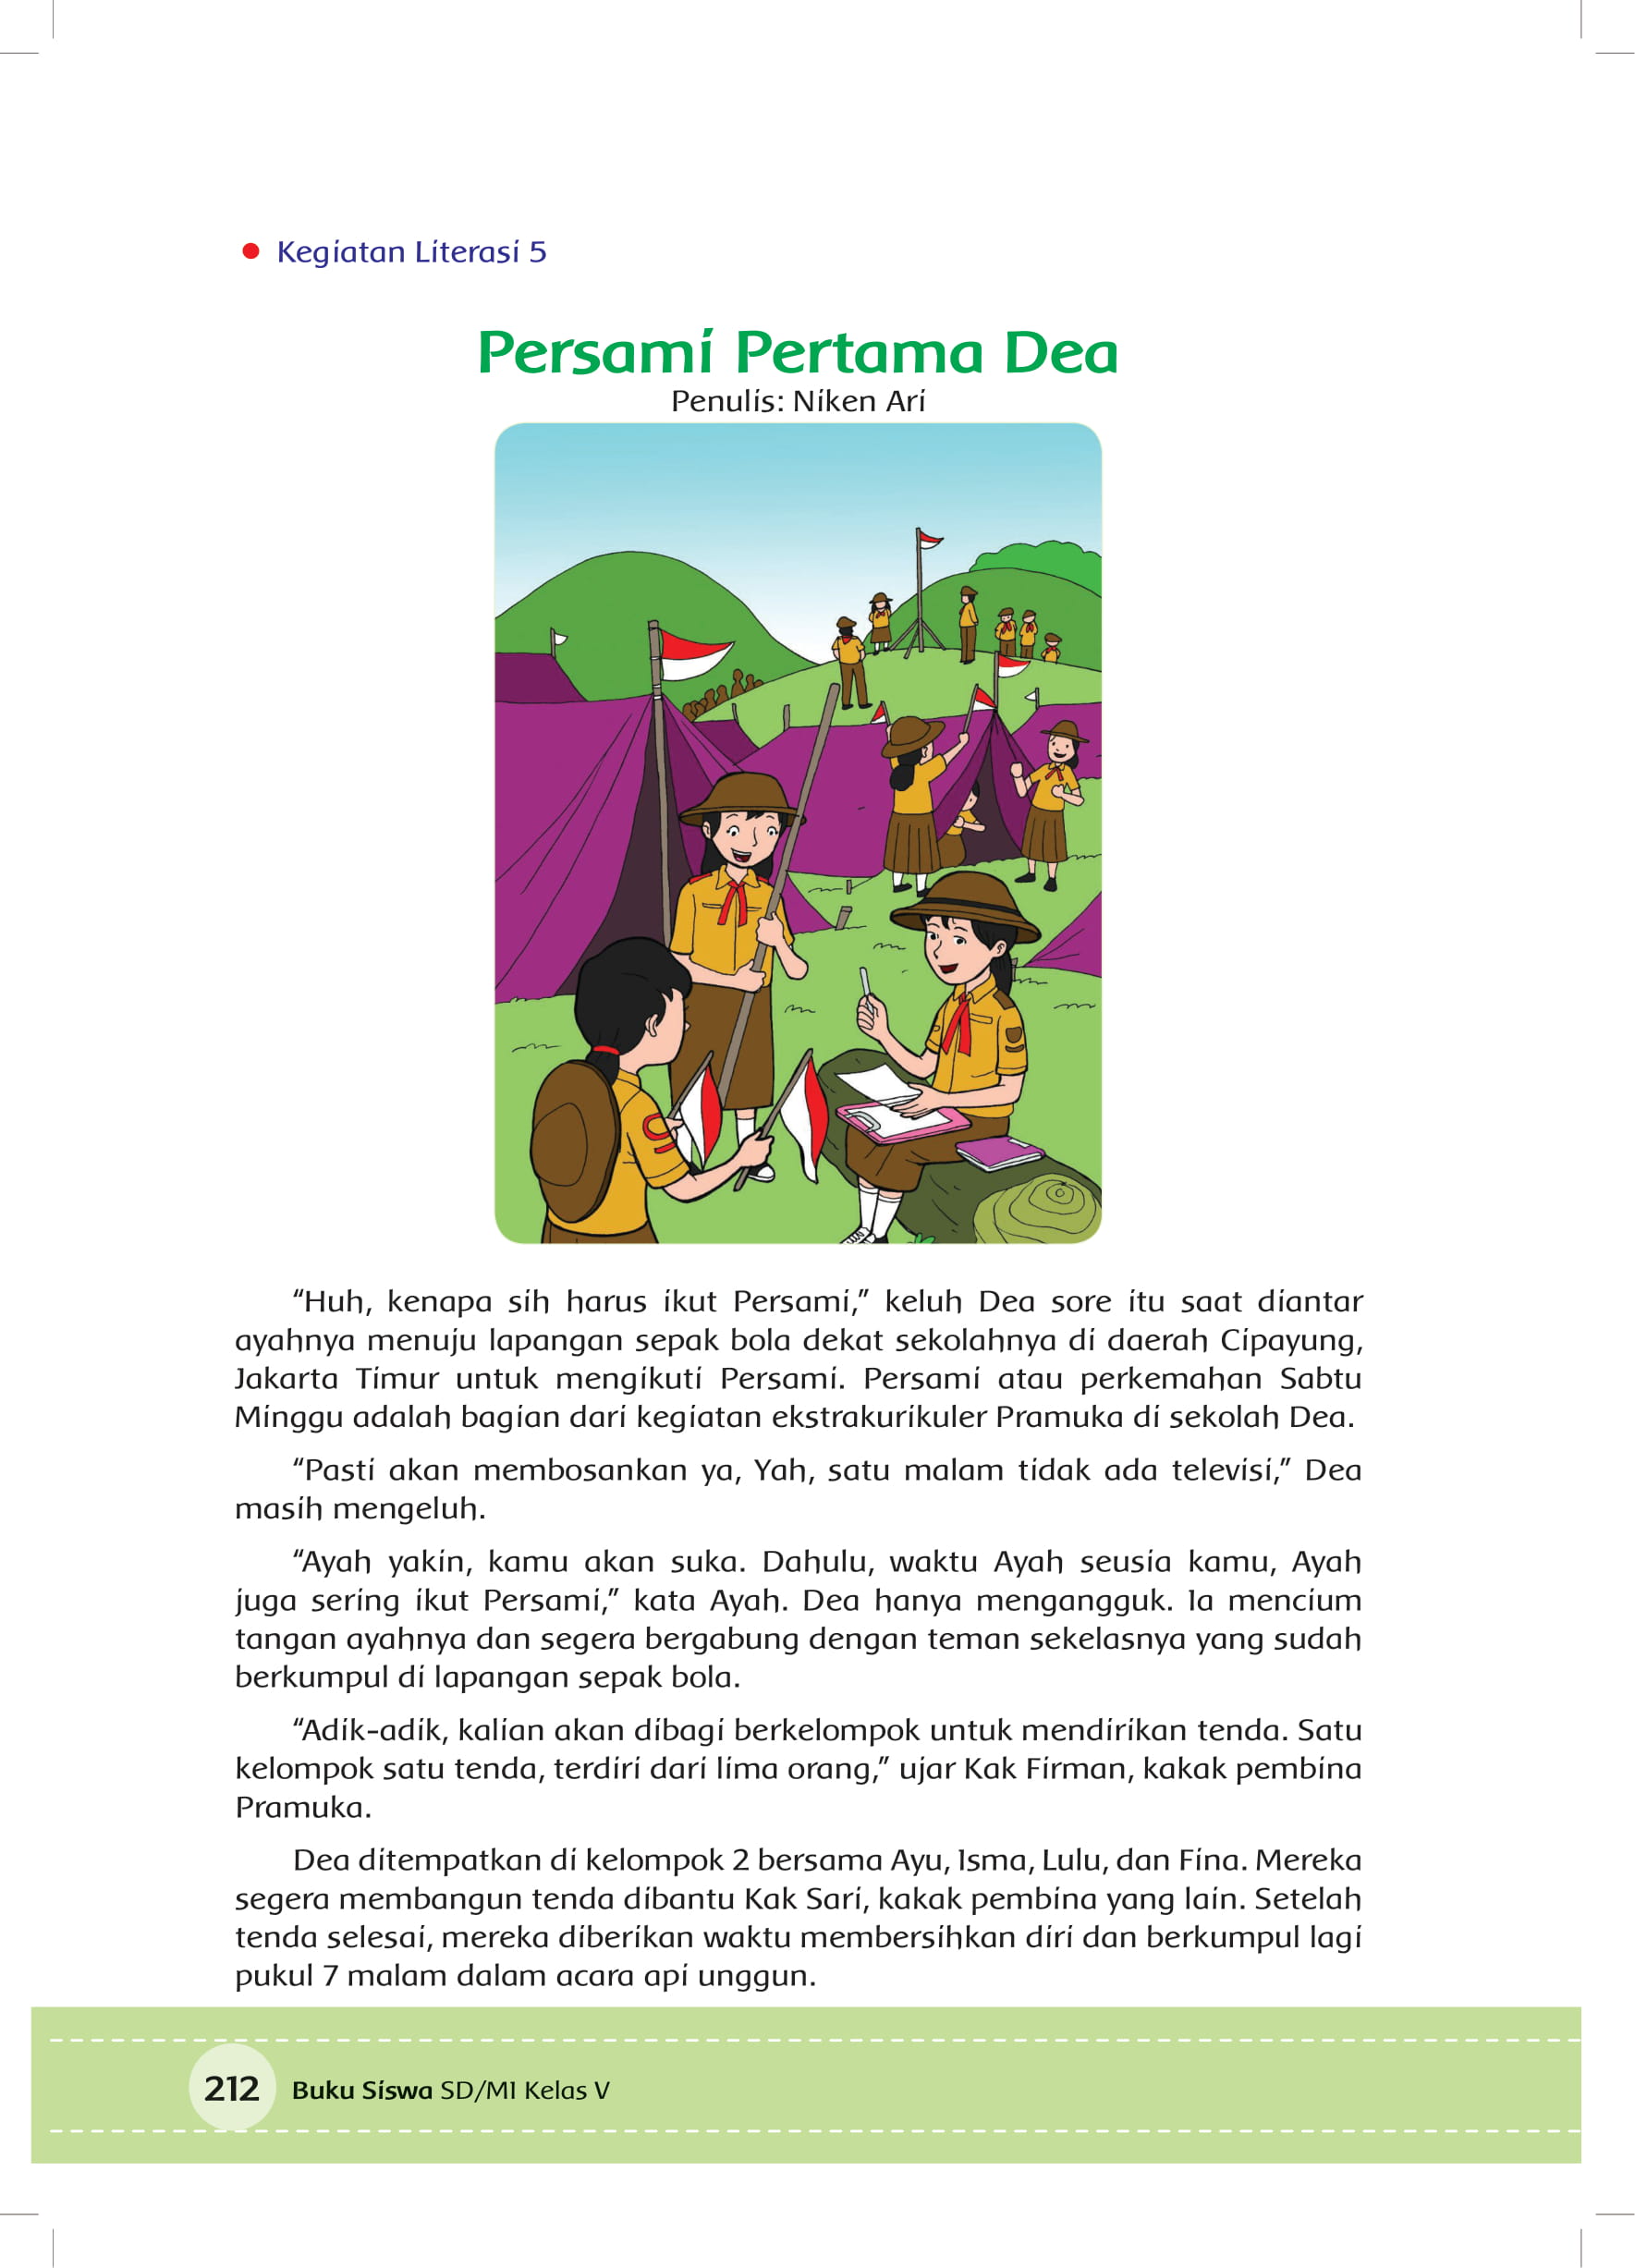 Kegiatan Literasi 5
Persami Pertama Dea
Penulis: Niken Ari
“Huh, kenapa sih harus ikut Persami,” keluh Dea sore itu saat diantar
ayahnya menuju lapangan sepak bola dekat sekolahnya di daerah Cipayung,
Jakarta Timur untuk mengikuti Persami. Persami atau perkemahan Sabtu
Minggu adalah bagian dari kegiatan ekstrakurikuler Pramuka di sekolah Dea.
“Pasti akan membosankan ya, Yah, satu malam tidak ada televisi,” Dea
masih mengeluh.
“Ayah yakin, kamu akan suka. Dahulu, waktu Ayah seusia kamu, Ayah
juga sering ikut Persami,” kata Ayah. Dea hanya mengangguk. Ia mencium
tangan ayahnya dan segera bergabung dengan teman sekelasnya yang sudah
berkumpul di lapangan sepak bola.
“Adik-adik, kalian akan dibagi berkelompok untuk mendirikan tenda. Satu
kelompok satu tenda, terdiri dari lima orang,” ujar Kak Firman, kakak pembina
Pramuka.
Dea ditempatkan di kelompok 2 bersama Ayu, Isma, Lulu, dan Fina. Mereka
segera membangun tenda dibantu Kak Sari, kakak pembina yang lain. Setelah
tenda selesai, mereka diberikan waktu membersihkan diri dan berkumpul lagi
pukul 7 malam dalam acara api unggun.
212 Buku Siswa SD/MI Kelas V